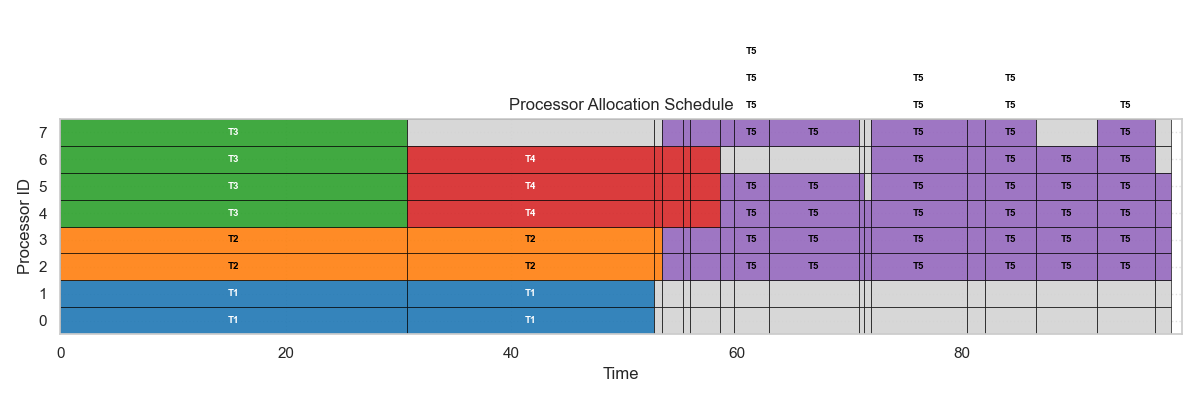 T5
T5 T5 T5
Processor Allocation Schedule T5 T5 T5 T5
7 T3 T5 T5 T5 T5 T5
6 T3 T4 T5 T5 T5 T5
5 T3 T4 T5 T5 T5 T5 T5 T5
4 T3 T4 T5 T5 T5 T5 T5 T5
3 T2 T2 T5 T5 T5 T5 T5 T5
2 T2 T2 T5 T5 T5 T5 T5 T5
1 T1 T1
0 T1 T1
Processor ID
0 20 40 60 80
Time